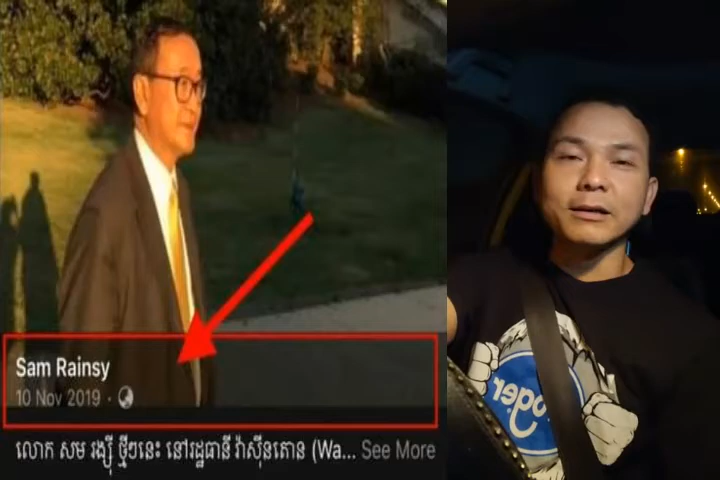 Sam Rainsy
10 Nov 2019 ·
លោក សម រង្ស៊ី ថ្មីៗនេះ នៅរដ្ឋធានី វ៉ាស៊ីនតោន (Wa... See More
oger